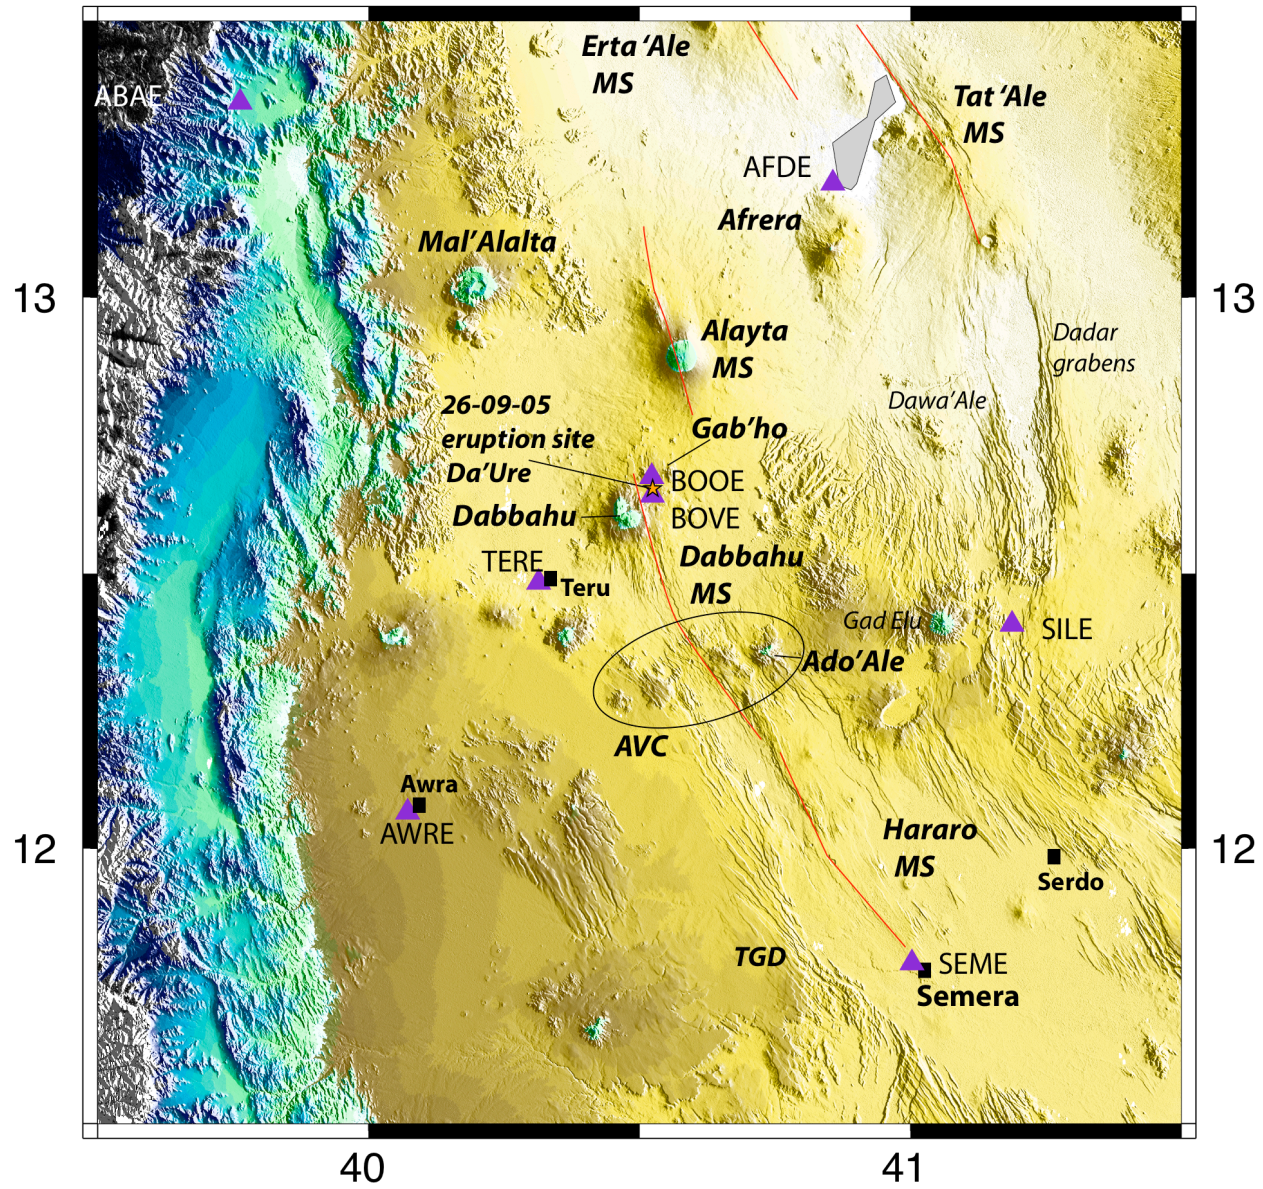 Erta ‘Ale
MS
ABAE
Tat ‘Ale
MS
AFDE
Afrera
Mal’Alalta
13
13
Alayta
MS
Dadar
grabens
26-09-05
eruption site
Da’Ure
Dawa’Ale
Gab’ho
BOOE
BOVE
Dabbahu
Dabbahu
MS
TERE
Teru
Gad Elu
SILE
Ado’Ale
AVC
Awra
AWRE
12
12
Hararo
MS
Serdo
TGD
SEME
Semera
40
41